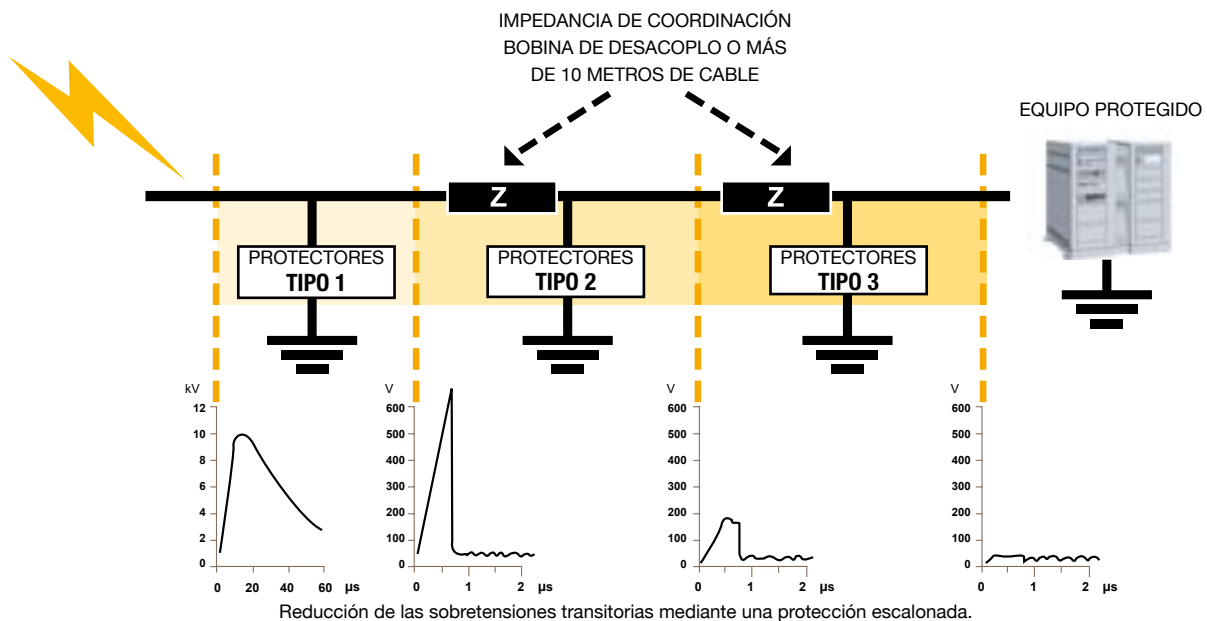 IMPEDANCIA DE COORDINACIÓN
BOBINA DE DESACOPLO O MÁS
DE 10 METROS DE CABLE
EQUIPO PROTEGIDO
Z
Z
PROTECTORES
TIPO 1
PROTECTORES
TIPO 2
PROTECTORES
TIPO 3
kV
12
10
8
6
4
2
0
0 20 40 60 µs
V
600
500
400
300
200
100
0
0 1 2 µs
V
600
500
400
300
200
100
0
0 1 2 µs
V
600
500
400
300
200
100
0
0 1 2 µs
Reducción de las sobretensiones transitorias mediante una protección escalonada.